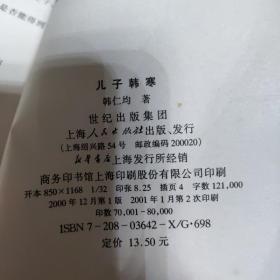 是否能得到
儿子韩寒
韩仁均 著
世纪出版集团
上海人民出版社出版、发行
(上海绍兴路54号 邮政编码200020)
新华书店上海发行所经销
商务印书馆上海印刷股份有限公司印刷
开本850×1168 1/32 印张8.25 插页4 字数121,000
2000年12月第1版 2001年1月第2次印刷
印数70,001-80,000
ISBN 7-208-03642-X/G·698
定价 13.50元